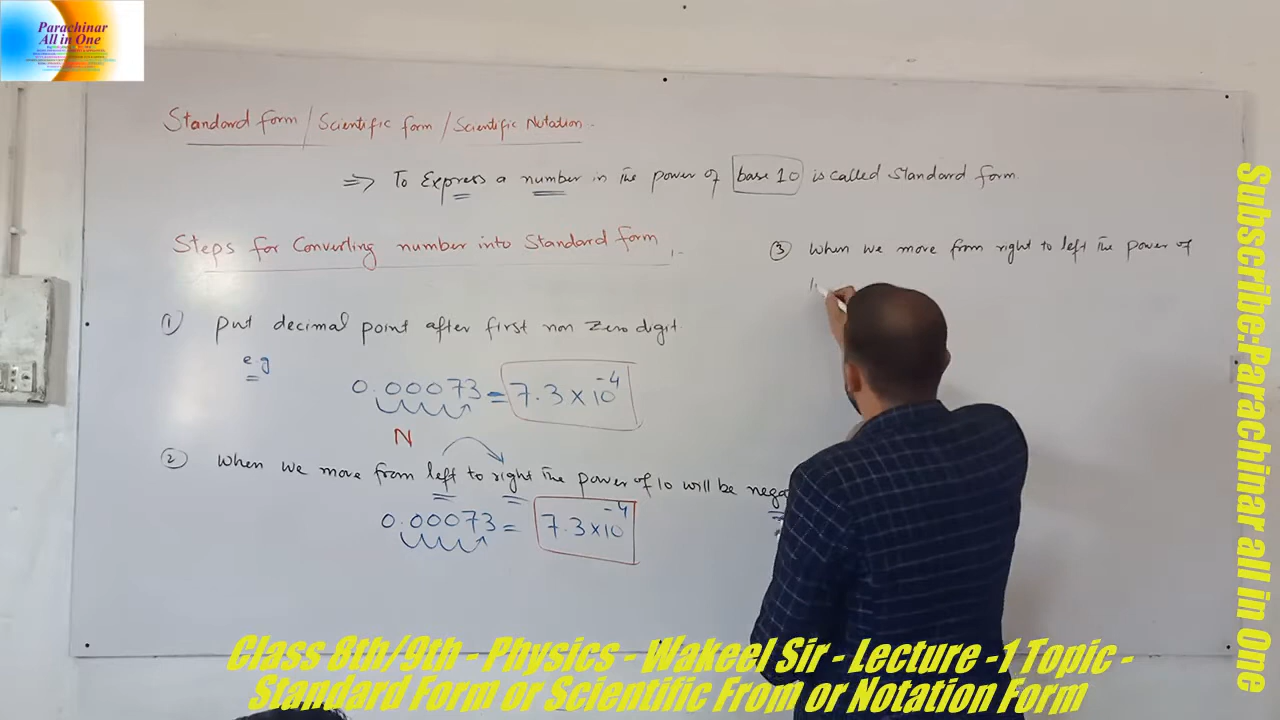 Parachinar
All in One
Standard form / Scientific form / Scientific Notation
=> To Express a number in the power of base 10 is called Standard form.
Steps for Converting number into Standard form
① Put decimal point after first non Zero digit.
e.g
0.00073 = 7.3×10⁻⁴
N
② When we move from left to right the power of 10 will be nega
0.00073 = 7.3×10⁻⁴
③ When we move from right to left the power of
Class 8th/9th - Physics - Wakeel Sir - Lecture -1 Topic -
Standard Form or Scientific From or Notation Form
Subscribe:Parachinar all in One